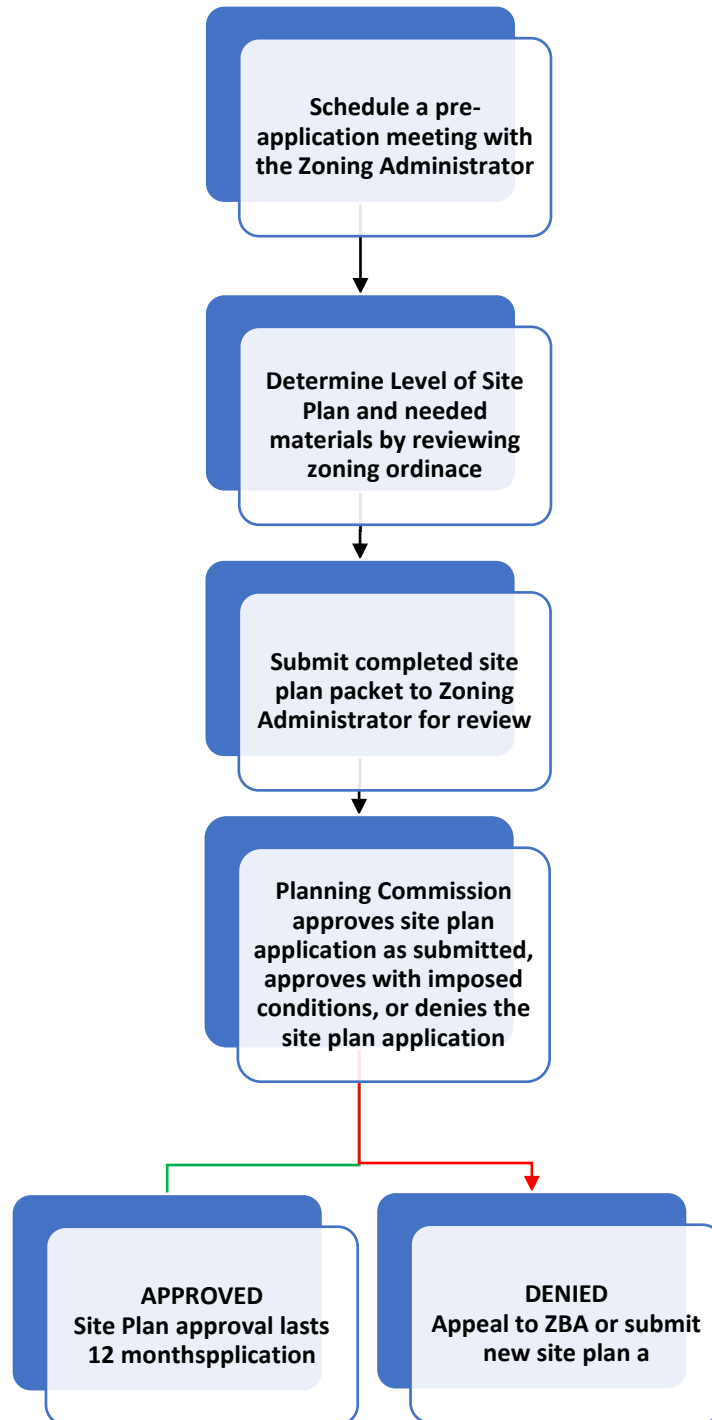 Schedule a pre-
application meeting with
the Zoning Administrator
Determine Level of Site
Plan and needed
materials by reviewing
zoning ordinace
Submit completed site
plan packet to Zoning
Administrator for review
Planning Commission
approves site plan
application as submitted,
approves with imposed
conditions, or denies the
site plan application
APPROVED
Site Plan approval lasts
12 monthspplication
DENIED
Appeal to ZBA or submit
new site plan a